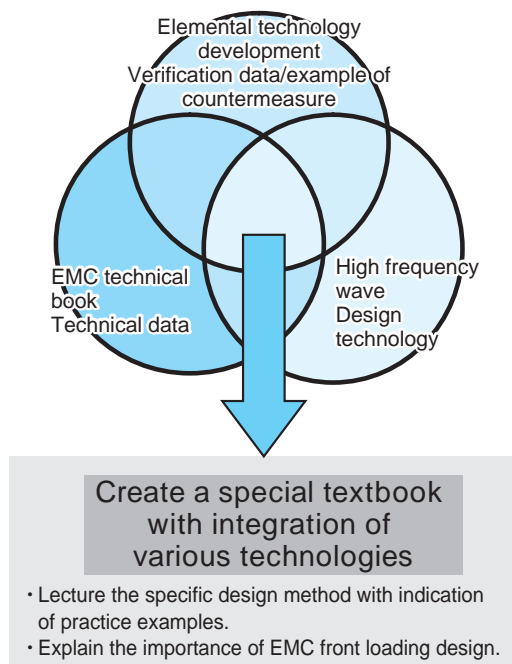 Elemental technology
development
Verification data/example of
countermeasure
EMC technical
book
Technical data
High frequency
wave
Design
technology
Create a special textbook
with integration of
various technologies
・Lecture the specific design method with indication
of practice examples.
・Explain the importance of EMC front loading design.